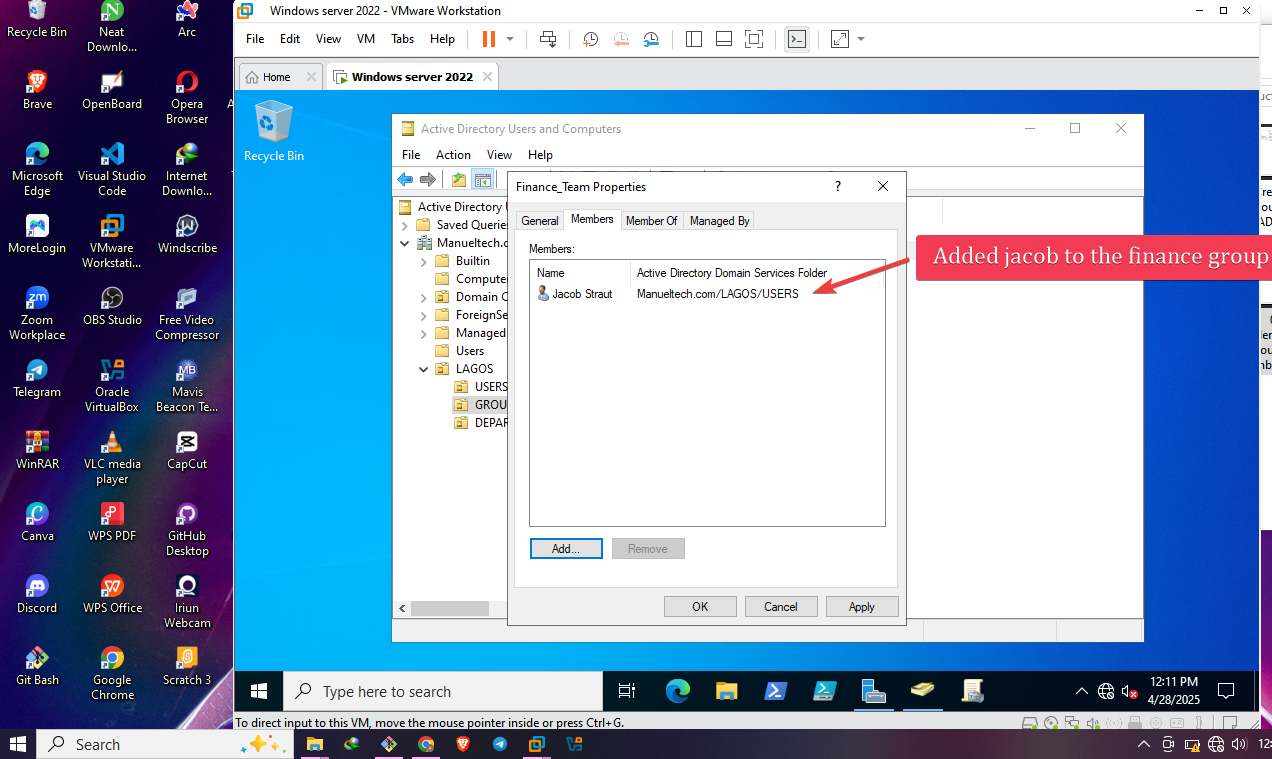 Recycle Bin
Neat
Downlo...
Arc
Brave
OpenBoard
Opera
Browser
A
Microsoft
Edge
Visual Studio
Code
Internet
Downlo...
MoreLogin
VMware
Workstati...
Windscribe
Zoom
Workplace
OBS Studio
Free Video
Compressor
Telegram
Oracle
VirtualBox
Mavis
Beacon Te...
WinRAR
VLC media
player
CapCut
Canva
WPS PDF
GitHub
Desktop
Discord
WPS Office
Iriun
Webcam
Git Bash
Google
Chrome
Scratch 3
Windows server 2022 - VMware Workstation
File Edit View VM Tabs Help
Home
Windows server 2022
Recycle Bin
Active Directory Users and Computers
File Action View Help
Active Directory
Saved Querie
Manueltech.c
Builtin
Compute
Domain C
ForeignSe
Managed
Users
LAGOS
USERS
GROU
DEPAR
Finance_Team Properties
?
General Members Member Of Managed By
Members:
Name Active Directory Domain Services Folder
Jacob Straut Manueltech.com/LAGOS/USERS
Add... Remove
OK Cancel Apply
Added jacob to the finance group
Type here to search
12:11 PM
4/28/2025
To direct input to this VM, move the mouse pointer inside or press Ctrl+G.
Search
12: